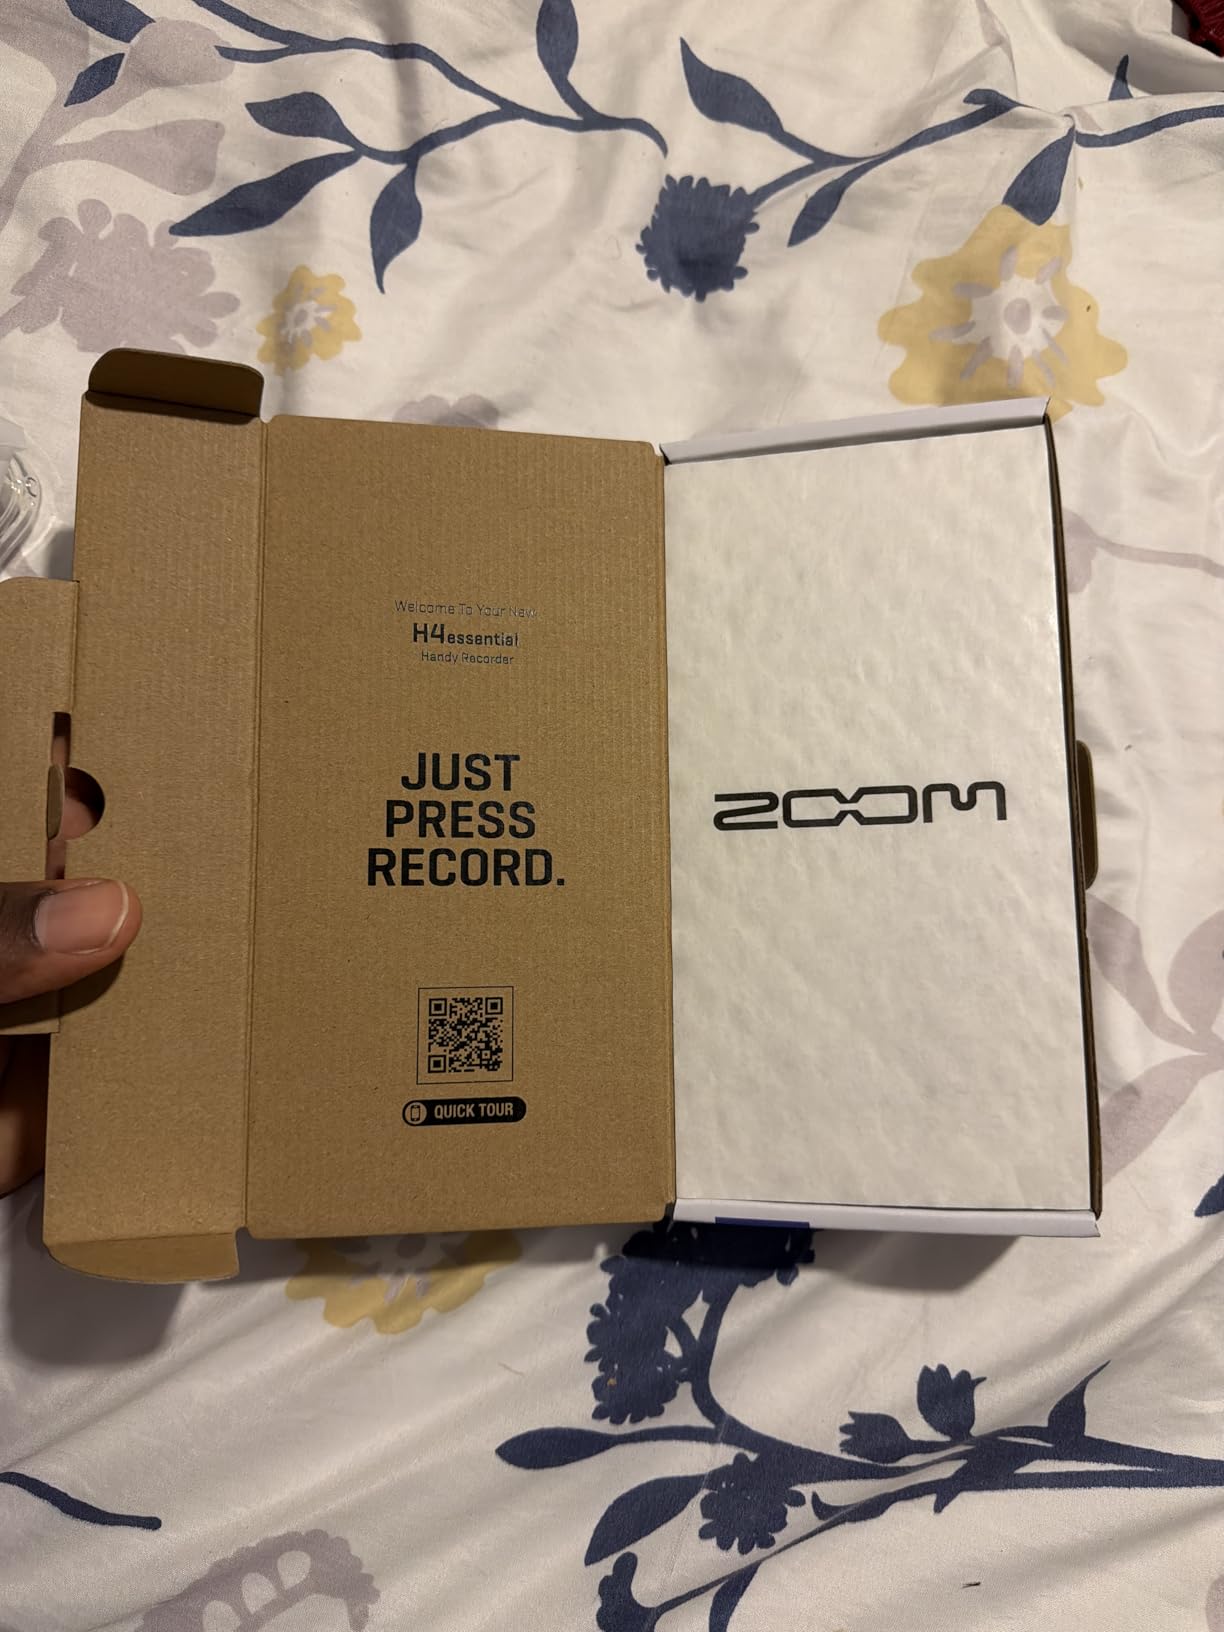 Welcome To Your New
H4essential
Handy Recorder
JUST
PRESS
RECORD.
QUICK TOUR
ZOOM